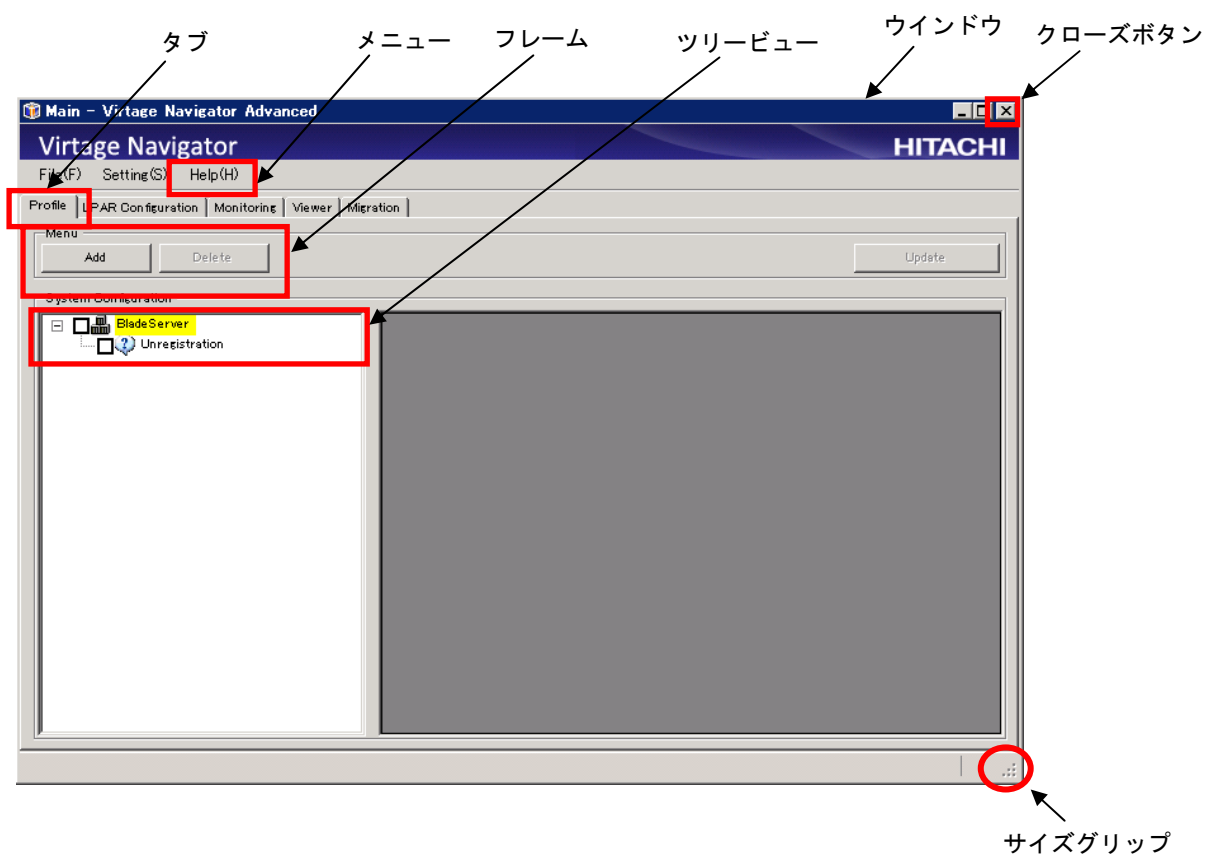 タブ メニュー フレーム ツリービュー ウインドウ クローズボタン
Main - Virtage Navigator Advanced
Virtage Navigator HITACHI
File(F) Setting(S) Help(H)
Profile LPAR Configuration Monitoring Viewer Migration
Menu
Add Delete Update
System Configuration
BladeServer
Unregistration
サイズグリップ